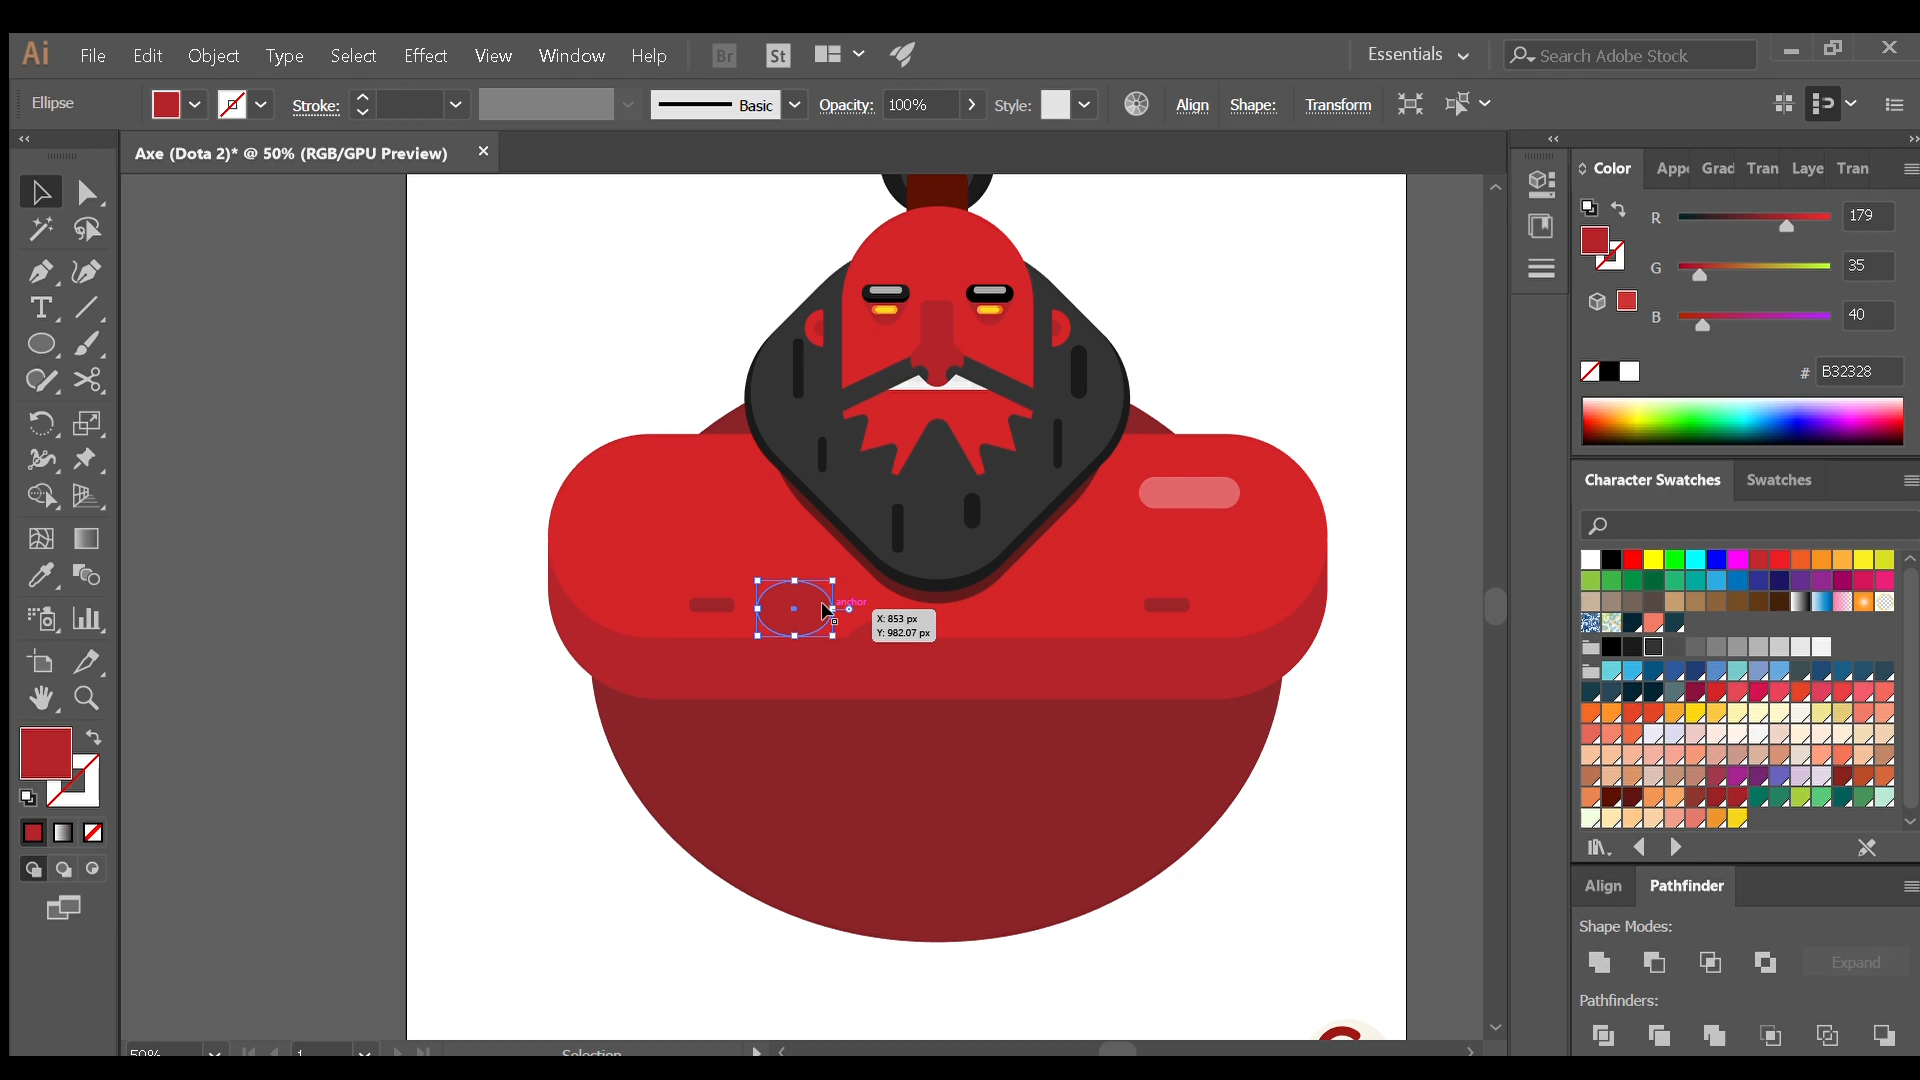 Ai File Edit Object Type Select Effect View Window Help Br St Essentials Search Adobe Stock
Ellipse Stroke: Basic Opacity: 100% Style: Align Shape: Transform
Axe (Dota 2)* @ 50% (RGB/GPU Preview)
Color Appe Grad Tran Laye Tran
R 179
G 35
B 40
# B32328
Character Swatches Swatches
anchor
X: 853 px
Y: 982.07 px
Align Pathfinder
Shape Modes:
Expand
Pathfinders:
50% 1 Selection